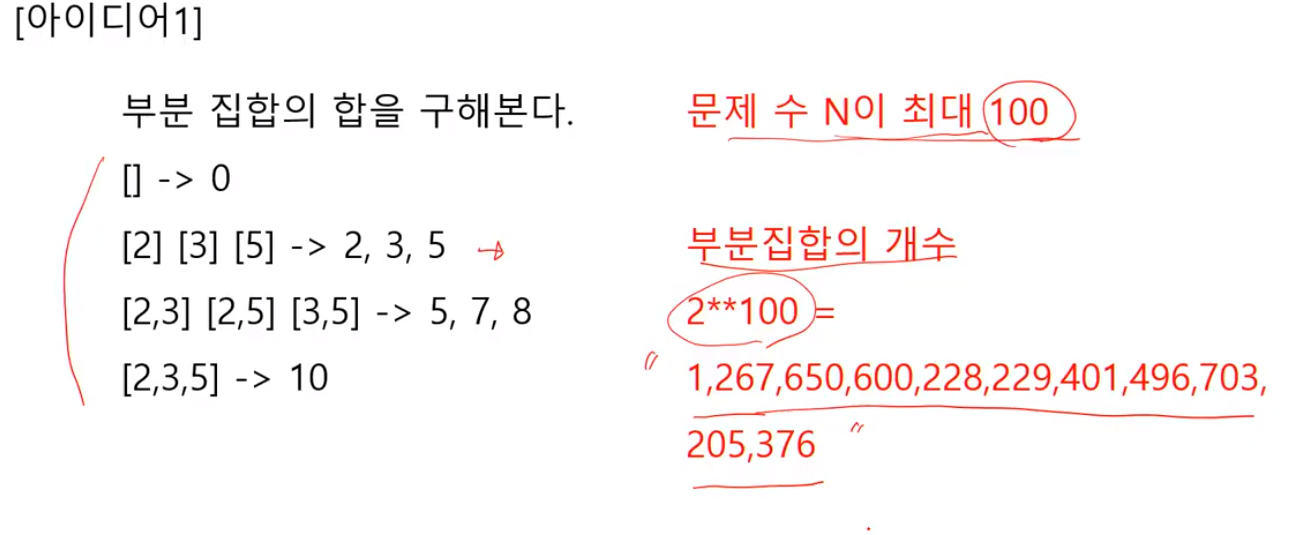 [아이디어1]
부분 집합의 합을 구해본다.
[] -> 0
[2] [3] [5] -> 2, 3, 5
[2,3] [2,5] [3,5] -> 5, 7, 8
[2,3,5] -> 10
문제 수 N이 최대 100
부분집합의 개수
2**100 =
1,267,650,600,228,229,401,496,703,
205,376